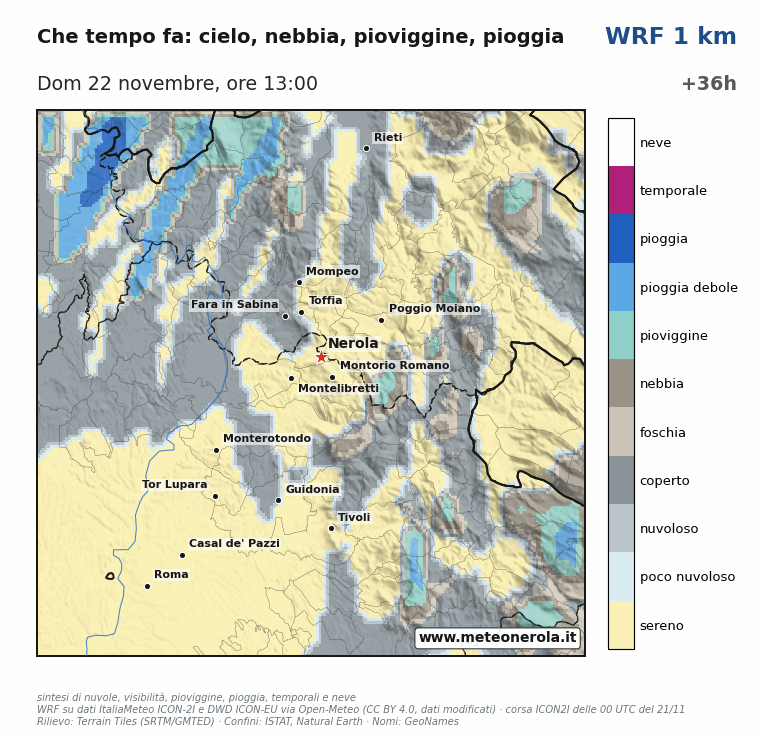 Che tempo fa: cielo, nebbia, pioviggine, pioggia
WRF 1 km
Dom 22 novembre, ore 13:00
+36h
Rieti
Mompeo
Fara in Sabina
Toffia
Poggio Moiano
Nerola
Montorio Romano
Montelibretti
Monterotondo
Tor Lupara
Guidonia
Tivoli
Casal de' Pazzi
Roma
www.meteonerola.it
neve
temporale
pioggia
pioggia debole
pioviggine
nebbia
foschia
coperto
nuvoloso
poco nuvoloso
sereno
sintesi di nuvole, visibilità, pioviggine, pioggia, temporali e neve
WRF su dati ItaliaMeteo ICON-2I e DWD ICON-EU via Open-Meteo (CC BY 4.0, dati modificati) · corsa ICON2I delle 00 UTC del 21/11
Rilievo: Terrain Tiles (SRTM/GMTED) · Confini: ISTAT, Natural Earth · Nomi: GeoNames